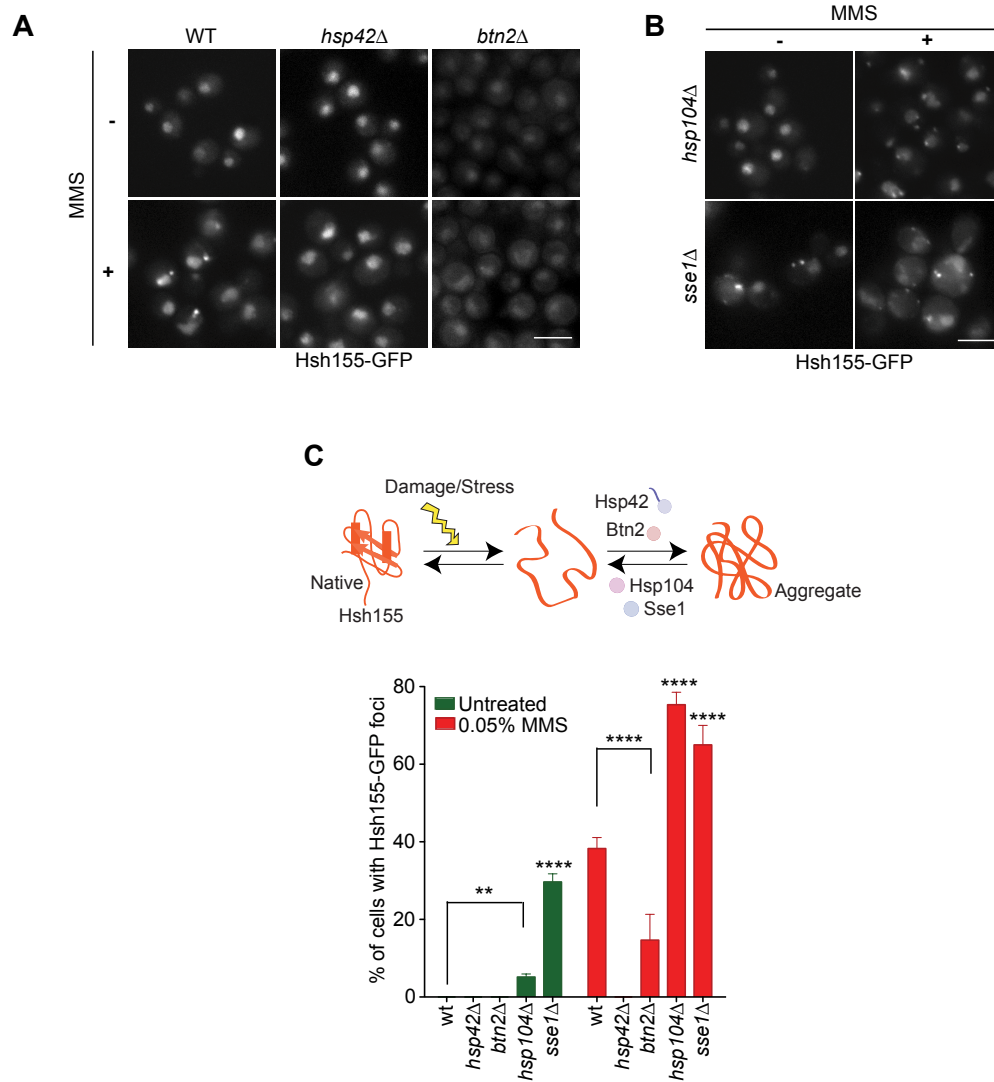 A
WT hsp42Δ btn2Δ
MMS
-
+
Hsh155-GFP
B
MMS
- +
hsp104Δ
sse1Δ
Hsh155-GFP
C
Damage/Stress
Native
Hsh155
Hsp42
Btn2
Hsp104
Sse1
Aggregate
% of cells with Hsh155-GFP foci
80
60
40
20
0
Untreated
0.05% MMS
**
****
****
****
****
wt hsp42Δ btn2Δ hsp104Δ sse1Δ wt hsp42Δ btn2Δ hsp104Δ sse1Δ